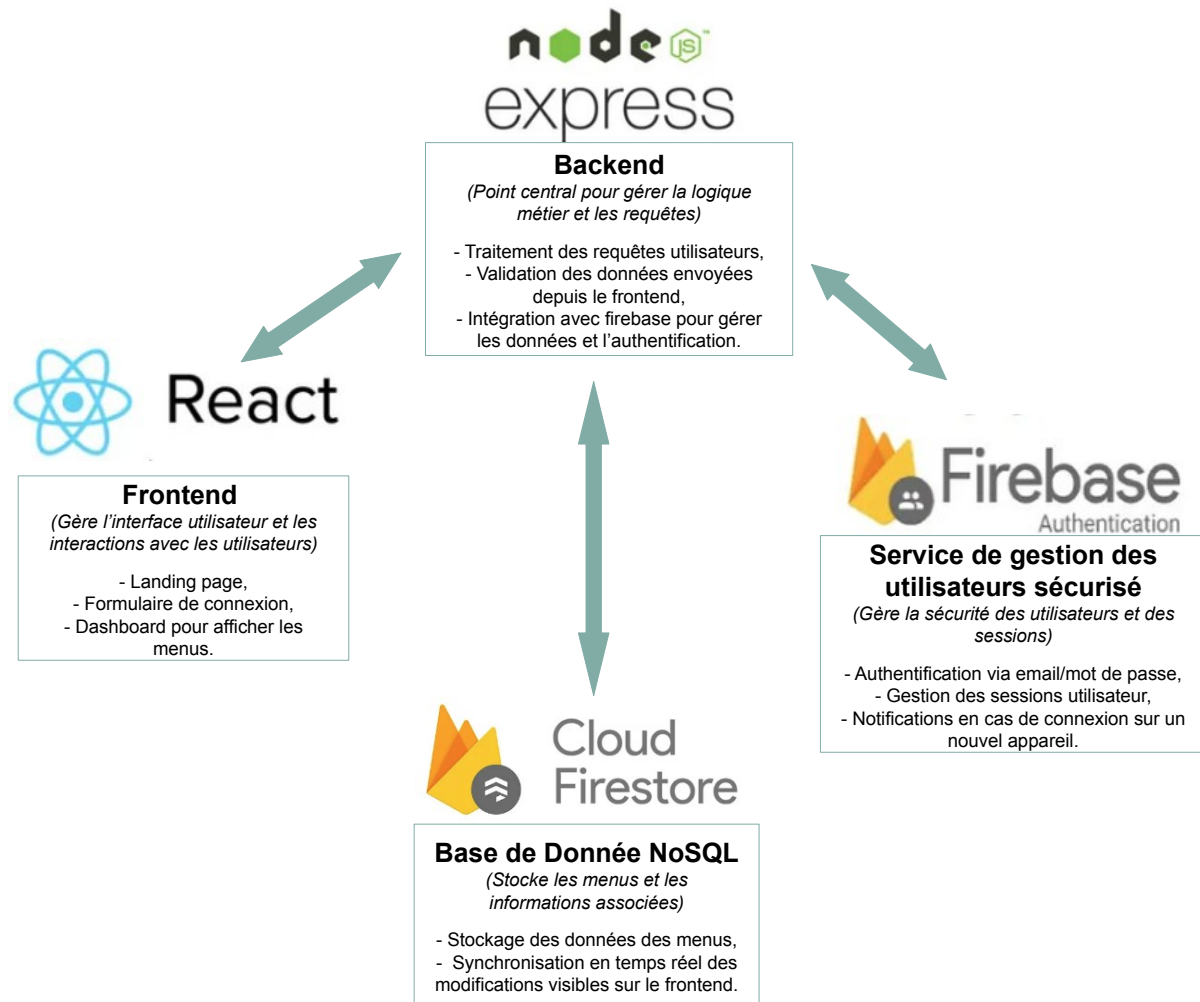 node JS™
express
Backend
(Point central pour gérer la logique
métier et les requêtes)
- Traitement des requêtes utilisateurs,
- Validation des données envoyées
depuis le frontend,
- Intégration avec firebase pour gérer
les données et l’authentification.
React
Frontend
(Gère l’interface utilisateur et les
interactions avec les utilisateurs)
- Landing page,
- Formulaire de connexion,
- Dashboard pour afficher les
menus.
Firebase
Authentication
Service de gestion des
utilisateurs sécurisé
(Gère la sécurité des utilisateurs et des
sessions)
- Authentification via email/mot de passe,
- Gestion des sessions utilisateur,
- Notifications en cas de connexion sur un
nouvel appareil.
Cloud
Firestore
Base de Donnée NoSQL
(Stocke les menus et les
informations associées)
- Stockage des données des menus,
- Synchronisation en temps réel des
modifications visibles sur le frontend.